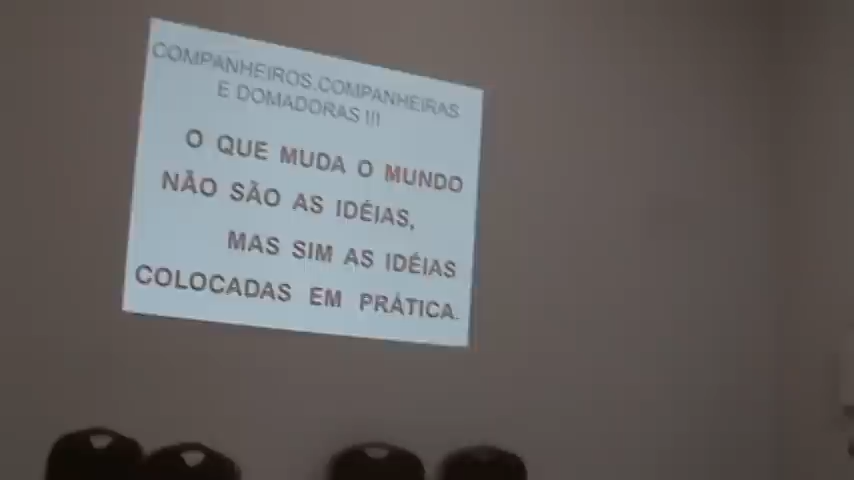 COMPANHEIROS,COMPANHEIRAS
E DOMADORAS !!!
O QUE MUDA O MUNDO
NÃO SÃO AS IDÉIAS,
MAS SIM AS IDÉIAS
COLOCADAS EM PRÁTICA.